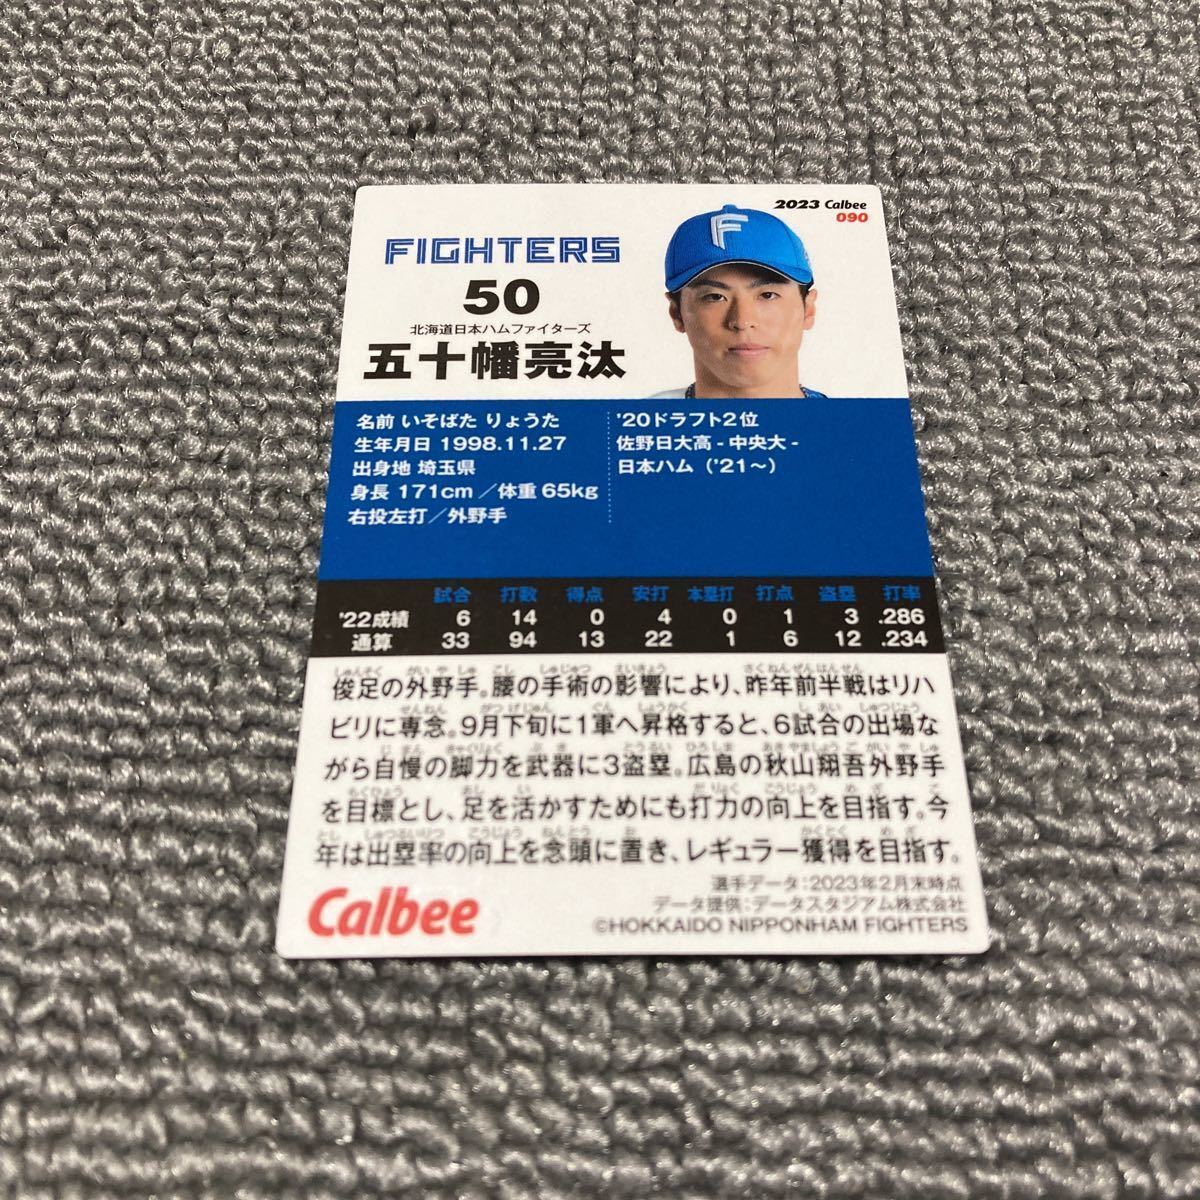 2023 Calbee
090
FIGHTERS
50
北海道日本ハムファイターズ
五十幡亮汰
名前 いそばた りょうた
生年月日 1998.11.27
出身地 埼玉県
身長 171cm／体重 65kg
右投左打／外野手
'20ドラフト2位
佐野日大高 - 中央大 -
日本ハム（'21～）
試合 打数 得点 安打 本塁打 打点 盗塁 打率
'22成績 6 14 0 4 0 1 3 .286
通算 33 94 13 22 1 6 12 .234
俊足の外野手。腰の手術の影響により、昨年前半戦はリハ
ビリに専念。9月下旬に1軍へ昇格すると、6試合の出場な
がら自慢の脚力を武器に3盗塁。広島の秋山翔吾外野手
を目標とし、足を活かすためにも打力の向上を目指す。今
年は出塁率の向上を念頭に置き、レギュラー獲得を目指す。
選手データ：2023年2月末時点
データ提供：データスタジアム株式会社
©HOKKAIDO NIPPONHAM FIGHTERS
Calbee